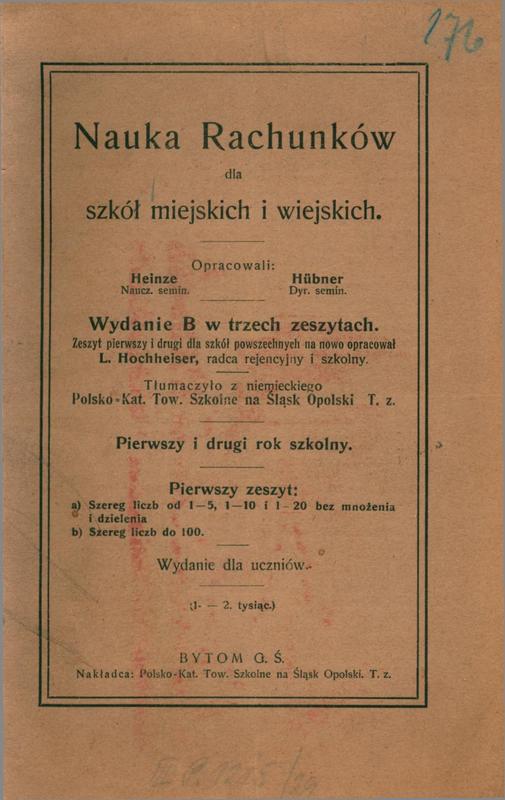 176
Nauka Rachunków
dla
szkół miejskich i wiejskich.
Opracowali:
Heinze Hübner
Naucz. semin. Dyr. semin.
Wydanie B w trzech zeszytach.
Zeszyt pierwszy i drugi dla szkół powszechnych na nowo opracował
L. Hochheiser, radca rejencyjny i szkolny.
Tłumaczyło z niemieckiego
Polsko-Kat. Tow. Szkolne na Śląsk Opolski T. z.
Pierwszy i drugi rok szkolny.
Pierwszy zeszyt:
a) Szereg liczb od 1—5, 1—10 i 1—20 bez mnożenia
i dzielenia
b) Szereg liczb do 100.
Wydanie dla uczniów.
(1- — 2. tysiąc.)
BYTOM G. Ś.
Nakładca: Polsko-Kat. Tow. Szkolne na Śląsk Opolski. T. z.